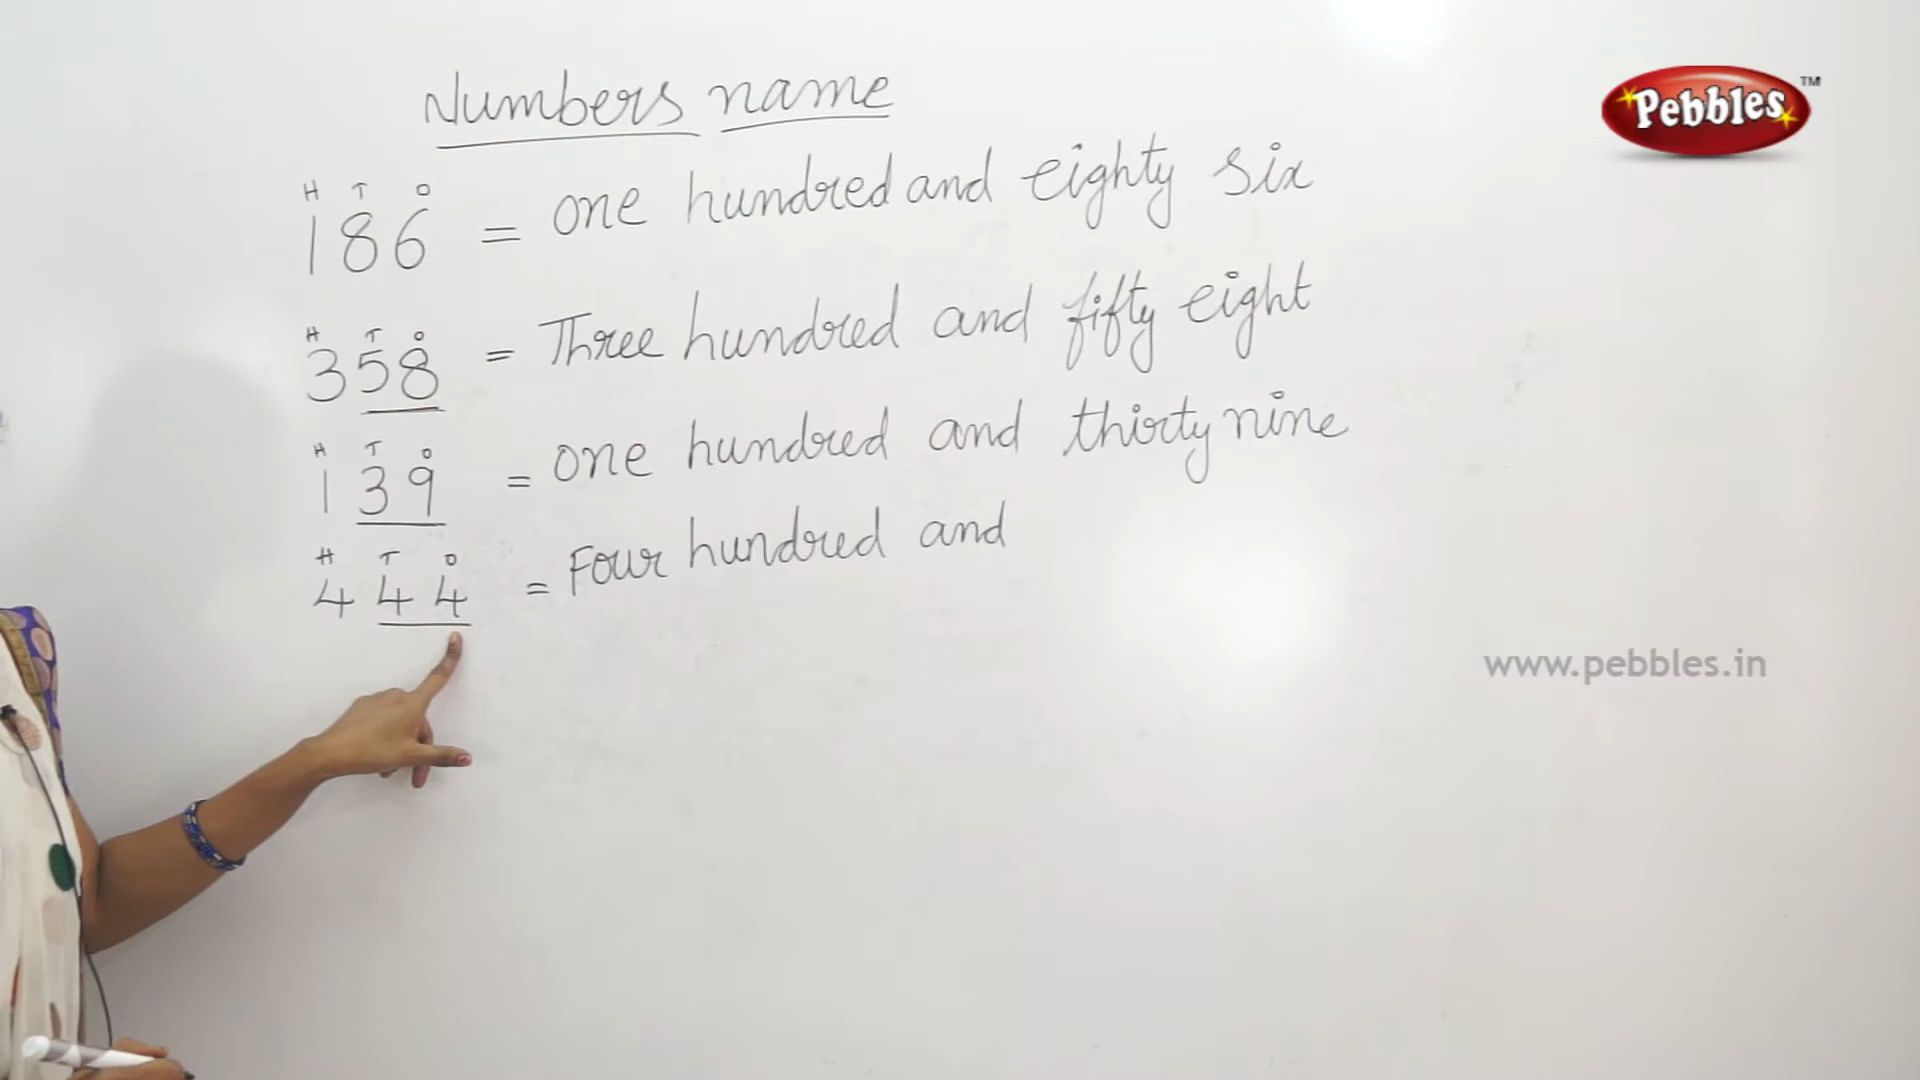 Numbers name
Pebbles™
H T O
186 = one hundred and eighty six
H T O
358 = Three hundred and fifty eight
H T O
139 = one hundred and thirty nine
H T O
444 = Four hundred and
www.pebbles.in